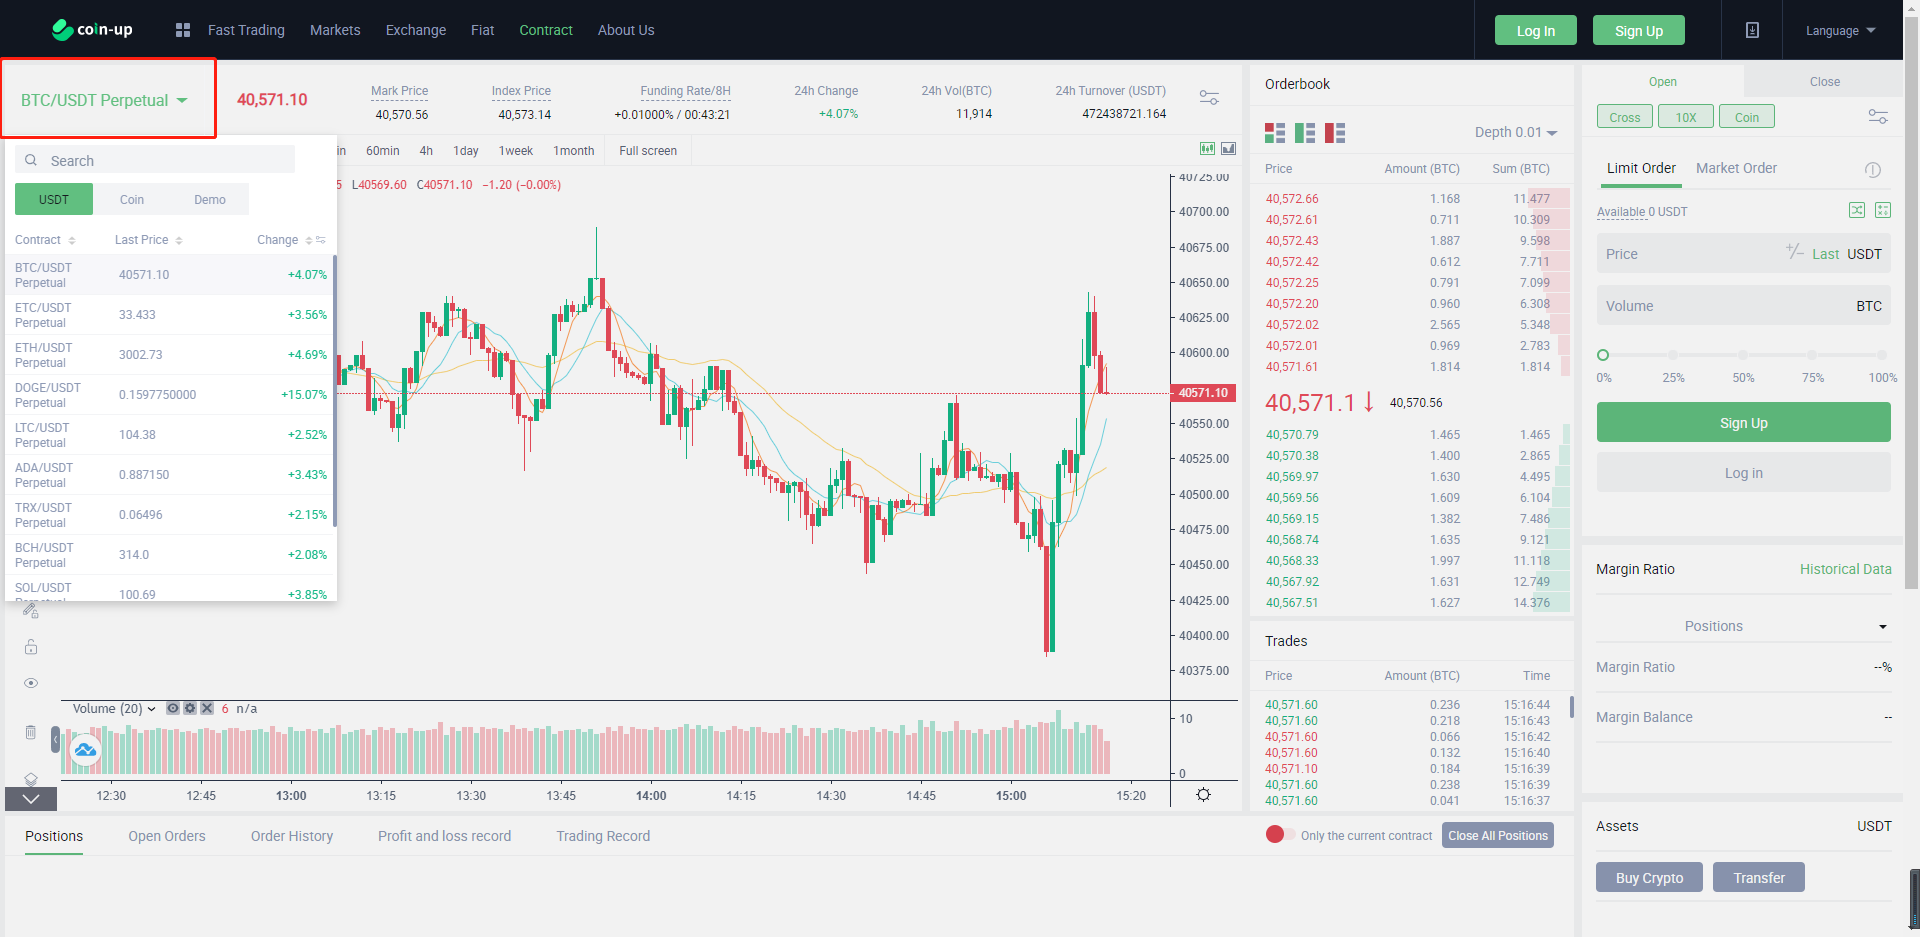 coin-up
Fast Trading
Markets
Exchange
Fiat
Contract
About Us
Log In
Sign Up
Language
BTC/USDT Perpetual
40,571.10
Mark Price
40,570.56
Index Price
40,573.14
Funding Rate/8H
+0.01000% / 00:43:21
24h Change
+4.07%
24h Vol(BTC)
11,914
24h Turnover (USDT)
472438721.164
Search
USDT Coin Demo
Contract Last Price Change
BTC/USDT Perpetual 40571.10 +4.07%
ETC/USDT Perpetual 33.433 +3.56%
ETH/USDT Perpetual 3002.73 +4.69%
DOGE/USDT Perpetual 0.1597750000 +15.07%
LTC/USDT Perpetual 104.38 +2.52%
ADA/USDT Perpetual 0.887150 +3.43%
TRX/USDT Perpetual 0.06496 +2.15%
BCH/USDT Perpetual 314.0 +2.08%
SOL/USDT 100.69 +3.85%
in 60min 4h 1day 1week 1month Full screen
5 L40569.60 C40571.10 −1.20 (−0.00%)
40725.00
40700.00
40675.00
40650.00
40625.00
40600.00
40571.10
40550.00
40525.00
40500.00
40475.00
40450.00
40425.00
40400.00
40375.00
Volume (20) 6 n/a
10
0
12:30 12:45 13:00 13:15 13:30 13:45 14:00 14:15 14:30 14:45 15:00 15:20
Orderbook
Depth 0.01
Price Amount (BTC) Sum (BTC)
40,572.66 1.168 11.477
40,572.61 0.711 10.309
40,572.43 1.887 9.598
40,572.42 0.612 7.711
40,572.25 0.791 7.099
40,572.20 0.960 6.308
40,572.02 2.565 5.348
40,572.01 0.969 2.783
40,571.61 1.814 1.814
40,571.1 40,570.56
40,570.79 1.465 1.465
40,570.38 1.400 2.865
40,569.97 1.630 4.495
40,569.56 1.609 6.104
40,569.15 1.382 7.486
40,568.74 1.635 9.121
40,568.33 1.997 11.118
40,567.92 1.631 12.749
40,567.51 1.627 14.376
Trades
Price Amount (BTC) Time
40,571.60 0.236 15:16:44
40,571.60 0.218 15:16:43
40,571.60 0.066 15:16:42
40,571.60 0.132 15:16:40
40,571.10 0.184 15:16:39
40,571.60 0.238 15:16:39
40,571.60 0.041 15:16:37
Open Close
Cross 10X Coin
Limit Order Market Order
Available 0 USDT
Price +/− Last USDT
Volume BTC
0% 25% 50% 75% 100%
Sign Up
Log in
Margin Ratio Historical Data
Positions
Margin Ratio --%
Margin Balance --
Assets USDT
Buy Crypto Transfer
Positions Open Orders Order History Profit and loss record Trading Record
Only the current contract Close All Positions